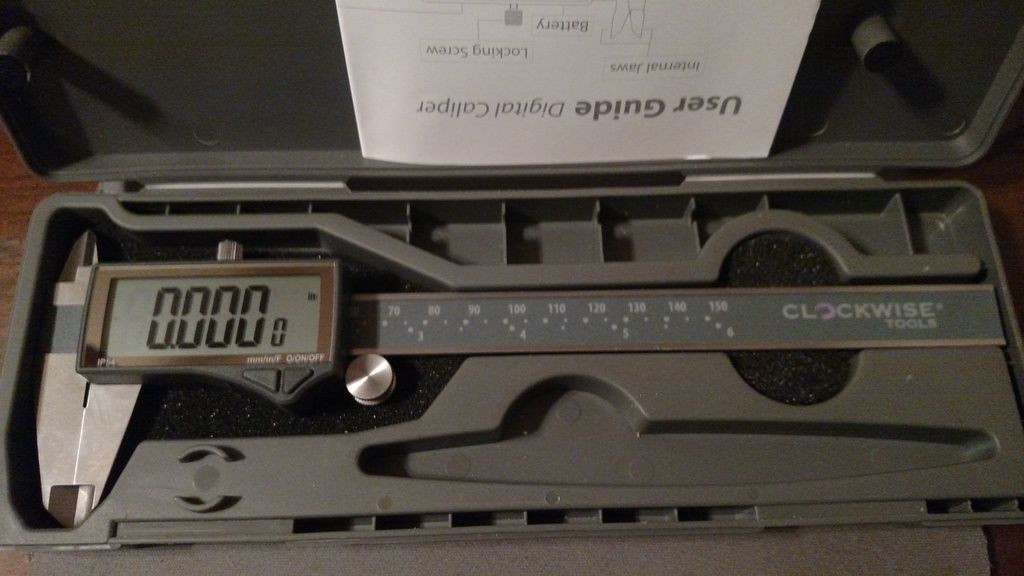 Battery
Locking Screw
Internal Jaws
User Guide Digital Caliper
0.0000
in
IP54
mm/in/F 0/ON/OFF
70 80 90 100 110 120 130 140 150
3 4 5 6
CLOCKWISE®
TOOLS